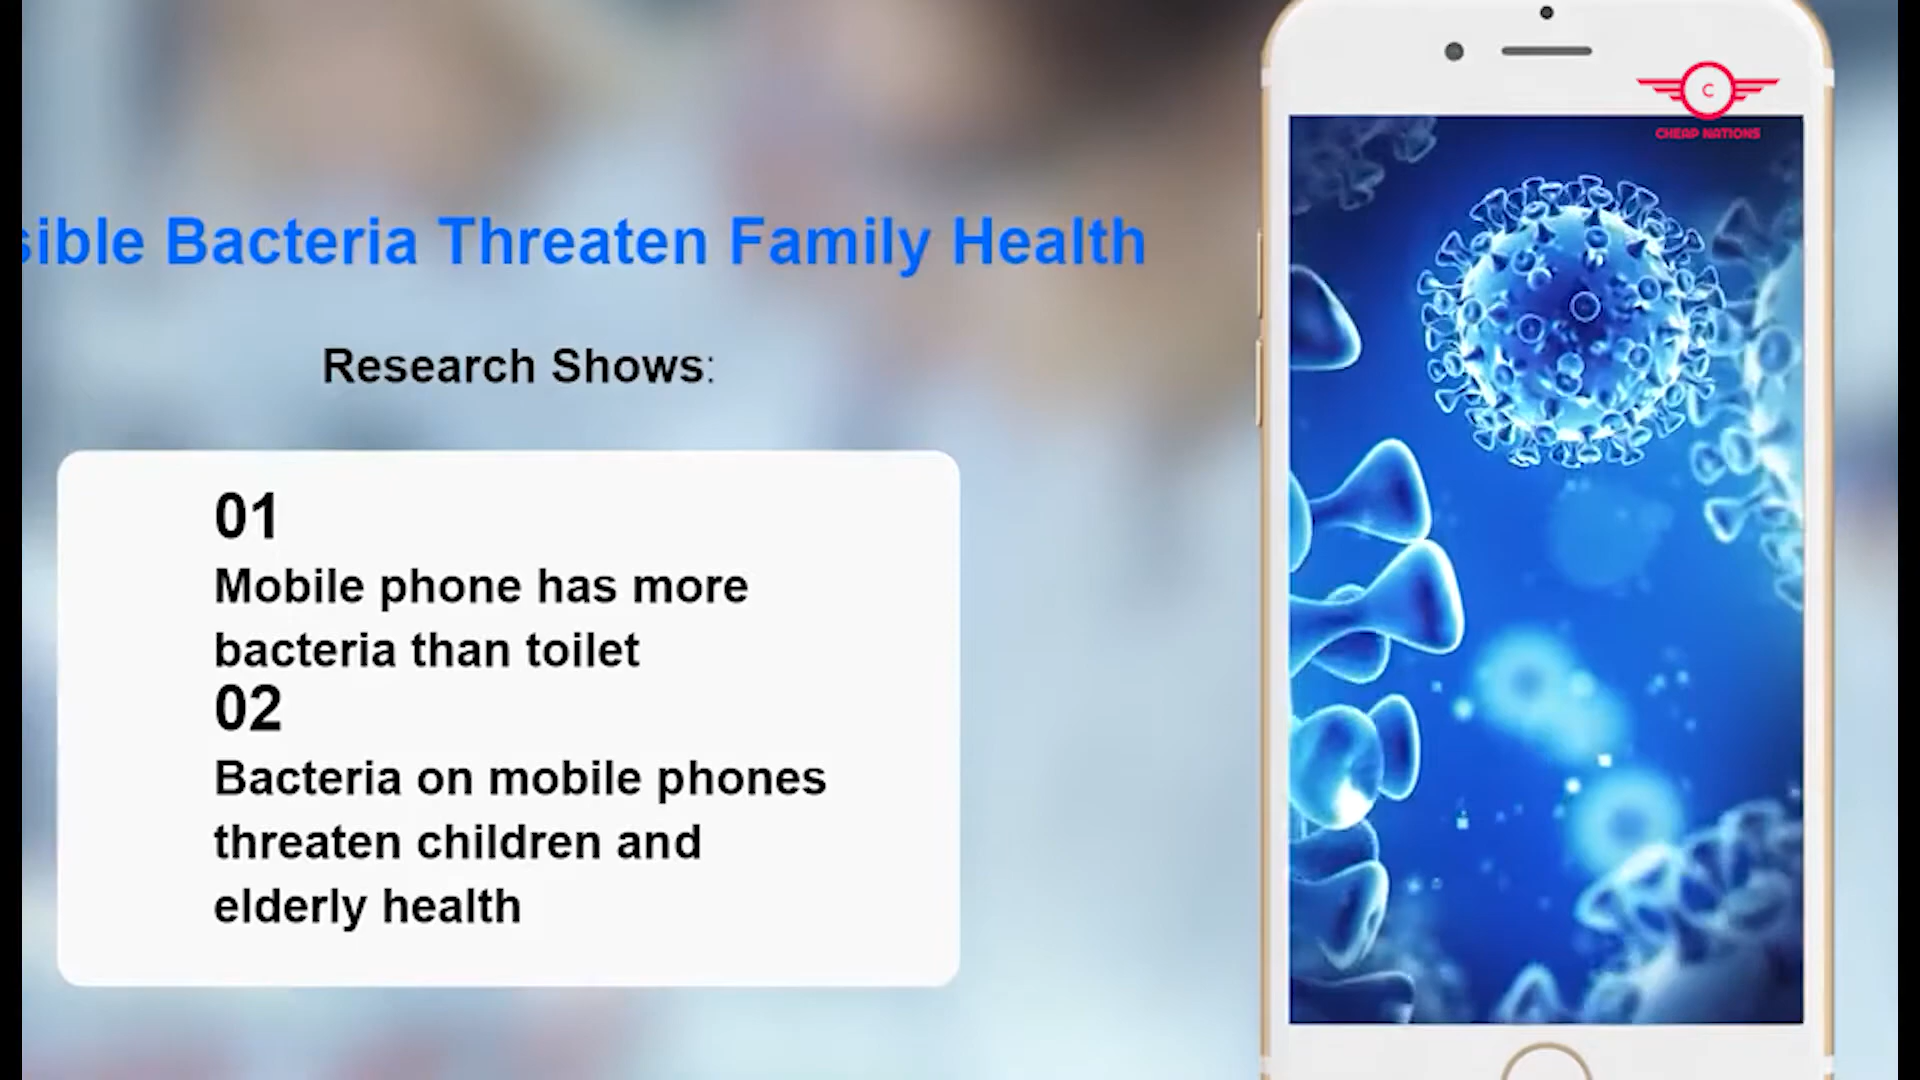 sible Bacteria Threaten Family Health
Research Shows:
01
Mobile phone has more
bacteria than toilet
02
Bacteria on mobile phones
threaten children and
elderly health
C
CHEAP NATIONS